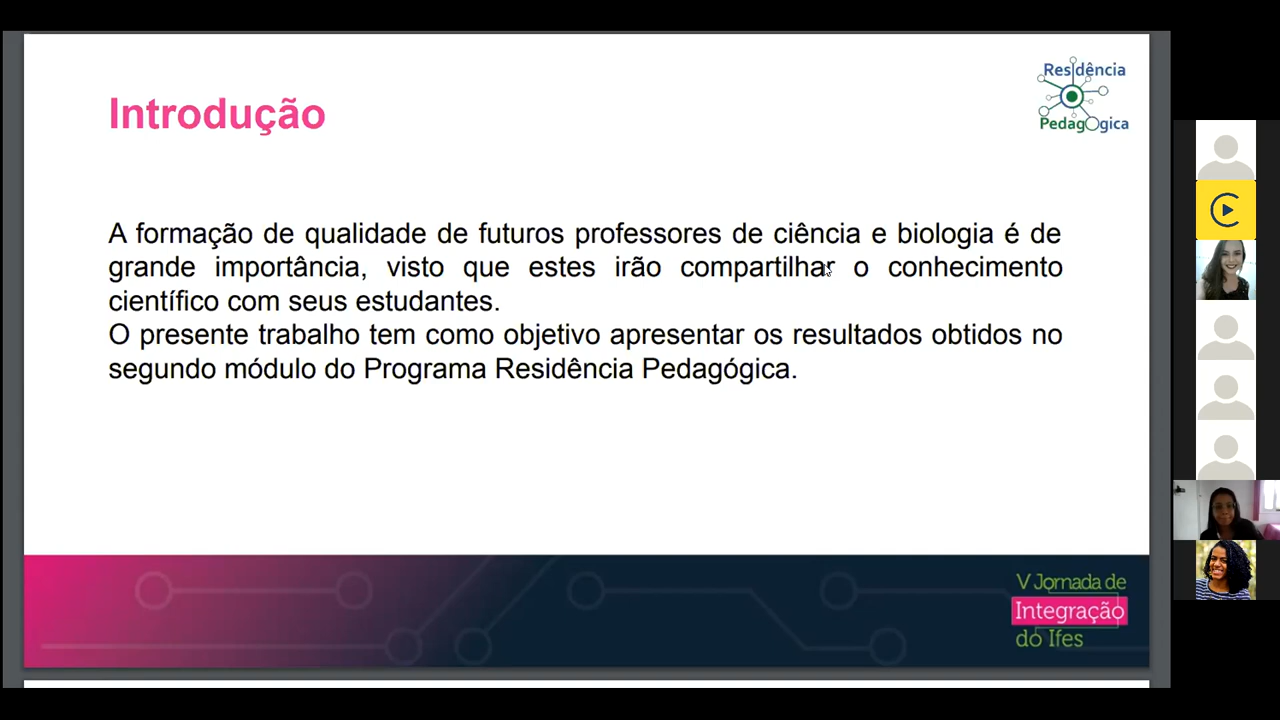 Residência
Pedagógica
Introdução
A formação de qualidade de futuros professores de ciência e biologia é de
grande importância, visto que estes irão compartilhar o conhecimento
científico com seus estudantes.
O presente trabalho tem como objetivo apresentar os resultados obtidos no
segundo módulo do Programa Residência Pedagógica.
V Jornada de
Integração
do Ifes